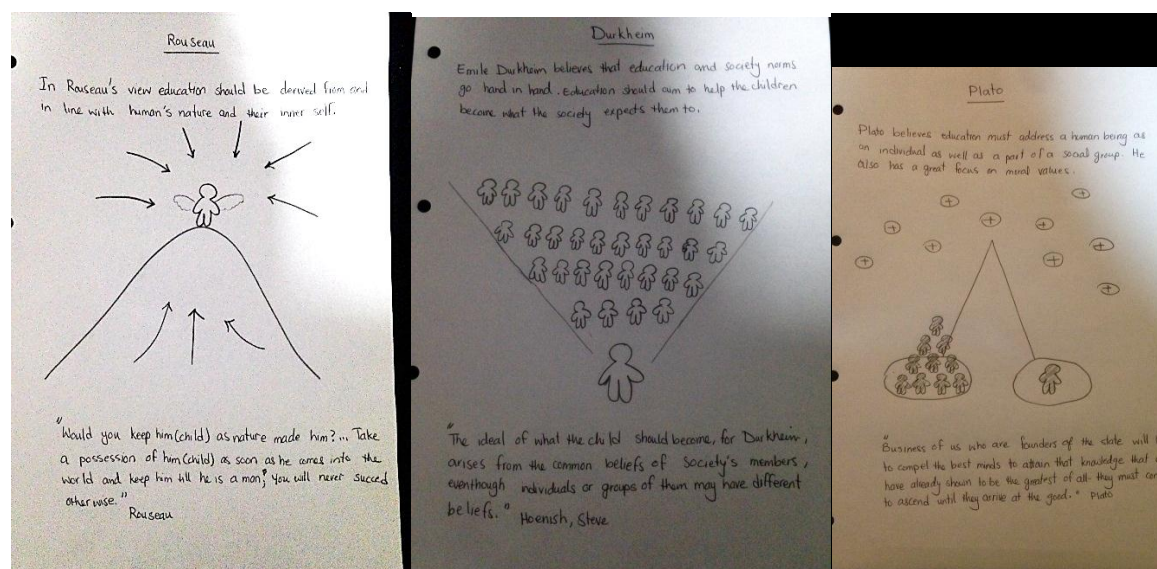 Rouseau
In Rouseau's view education should be derived from and
in line with human's nature and their inner self.
"Would you keep him(child) as nature made him?... Take
a possession of him(child) as soon as he comes into the
world and keep him till he is a man; you will never succed
otherwise."
Rouseau
Durkheim
Emile Durkheim believes that education and society norms
go hand in hand. Education should aim to help the children
become what the society expects them to.
"The ideal of what the child should become, for Durkheim,
arises from the common beliefs of society's members,
eventhough individuals or groups of them may have different
beliefs." Hoenish, Steve
Plato
Plato believes education must address a human being as
an individual as well as a part of a social group. He
also has a great focus on moral values.
"Business of us who are founders of the state will
to compel the best minds to attain that knowledge that
have already shown to be the greatest of all- they must
to ascend until they arrive at the good." Plato